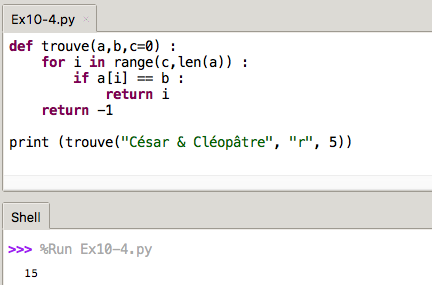 Ex10-4.py
def trouve(a,b,c=0) :
    for i in range(c,len(a)) :
        if a[i] == b :
            return i
    return -1
print (trouve("César & Cléopâtre", "r", 5))
Shell
>>> %Run Ex10-4.py
15